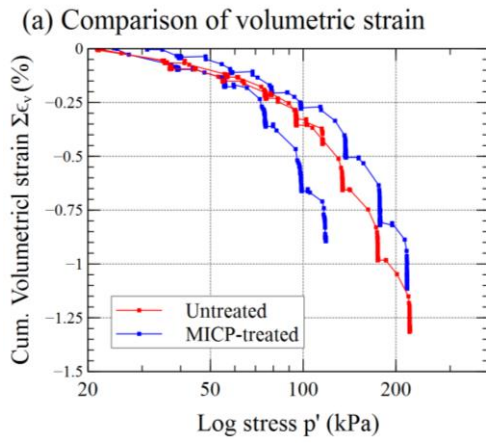 (a) Comparison of volumetric strain
0
−0.25
−0.5
−0.75
−1
−1.25
−1.5
Cum. Volumetricl strain Σϵᵥ (%)
Untreated
MICP-treated
20 50 100 200
Log stress p' (kPa)